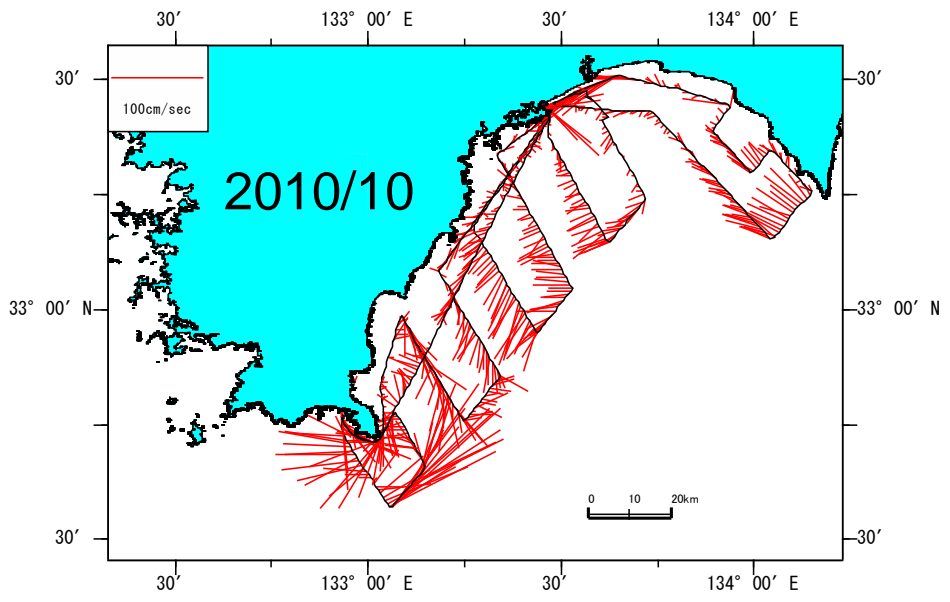 30′ 133° 00′ E 30′ 134° 00′ E
30′ 30′
100cm/sec
2010/10
33° 00′ N 33° 00′ N
0 10 20km
30′ 30′
30′ 133° 00′ E 30′ 134° 00′ E